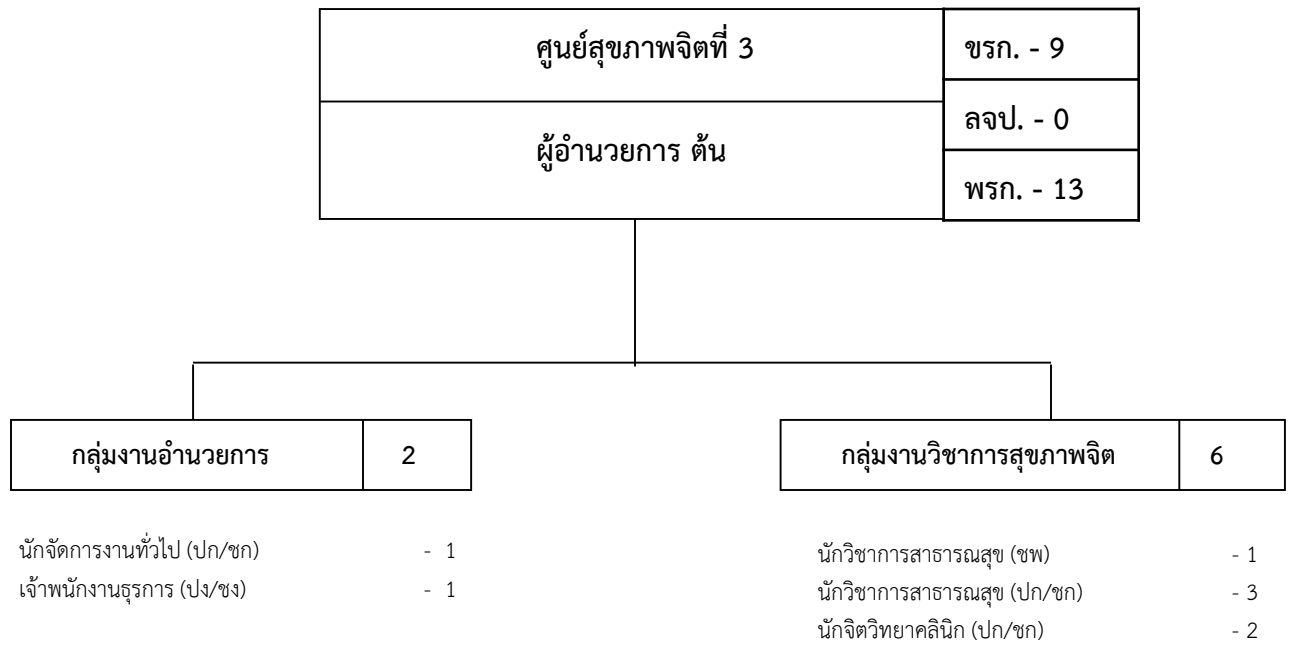 ศูนย์สุขภาพจิตที่ 3
ขรก. - 9
ผู้อำนวยการ ต้น
ลจป. - 0
พรก. - 13
กลุ่มงานอำนวยการ 2
นักจัดการงานทั่วไป (ปก/ชก) - 1
เจ้าพนักงานธุรการ (ปง/ชง) - 1
กลุ่มงานวิชาการสุขภาพจิต 6
นักวิชาการสาธารณสุข (ชพ) - 1
นักวิชาการสาธารณสุข (ปก/ชก) - 3
นักจิตวิทยาคลินิก (ปก/ชก) - 2